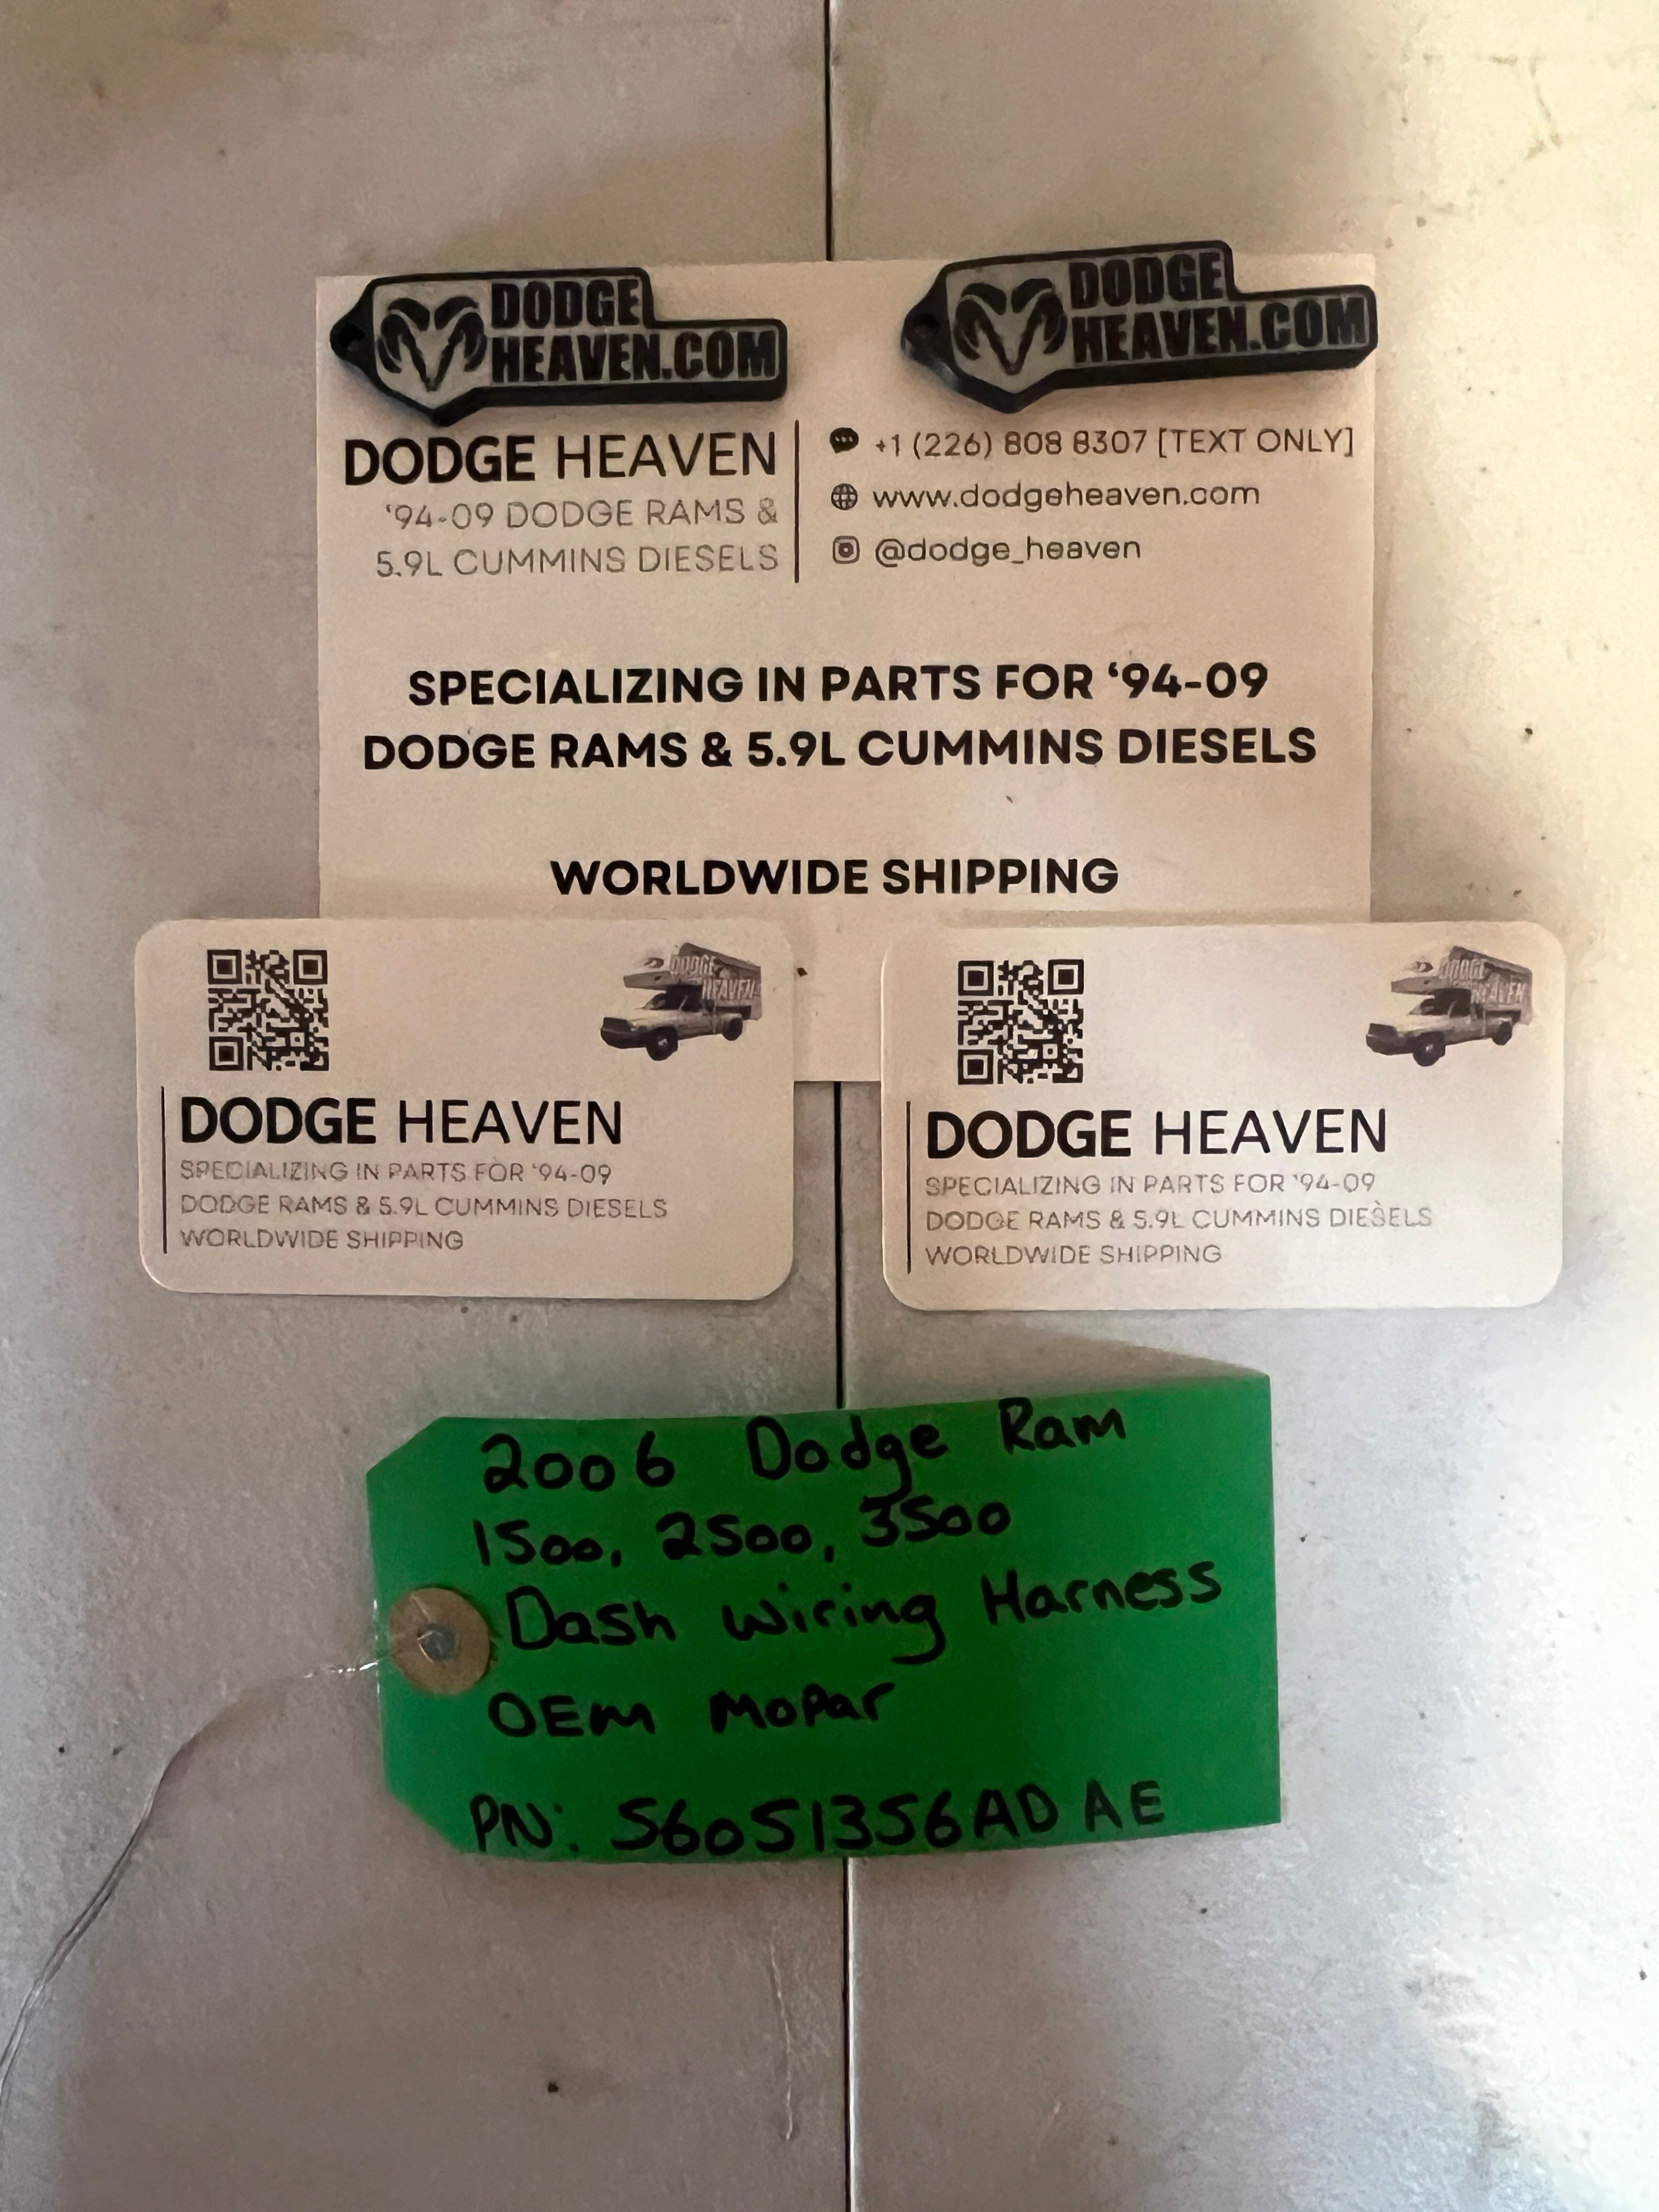 DODGE
HEAVEN.COM
DODGE
HEAVEN.COM
DODGE HEAVEN
'94-09 DODGE RAMS &
5.9L CUMMINS DIESELS
+1 (226) 808 8307 [TEXT ONLY]
www.dodgeheaven.com
@dodge_heaven
SPECIALIZING IN PARTS FOR '94-09
DODGE RAMS & 5.9L CUMMINS DIESELS
WORLDWIDE SHIPPING
DODGE
HEAVEN
DODGE HEAVEN
SPECIALIZING IN PARTS FOR '94-09
DODGE RAMS & 5.9L CUMMINS DIESELS
WORLDWIDE SHIPPING
DODGE
HEAVEN
DODGE HEAVEN
SPECIALIZING IN PARTS FOR '94-09
DODGE RAMS & 5.9L CUMMINS DIESELS
WORLDWIDE SHIPPING
2006 Dodge Ram
1500, 2500, 3500
Dash Wiring Harness
OEM Mopar
PN: 56051356AD AE